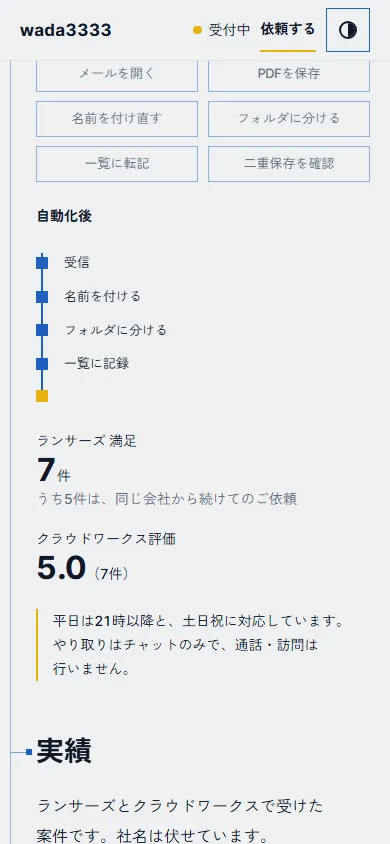 wada3333
受付中 依頼する
メールを開く
PDFを保存
名前を付け直す
フォルダに分ける
一覧に転記
二重保存を確認
自動化後
受信
名前を付ける
フォルダに分ける
一覧に記録
ランサーズ 満足
7件
うち5件は、同じ会社から続けてのご依頼
クラウドワークス評価
5.0（7件）
平日は21時以降と、土日祝に対応しています。
やり取りはチャットのみで、通話・訪問は
行いません。
実績
ランサーズとクラウドワークスで受けた
案件です。社名は伏せています。